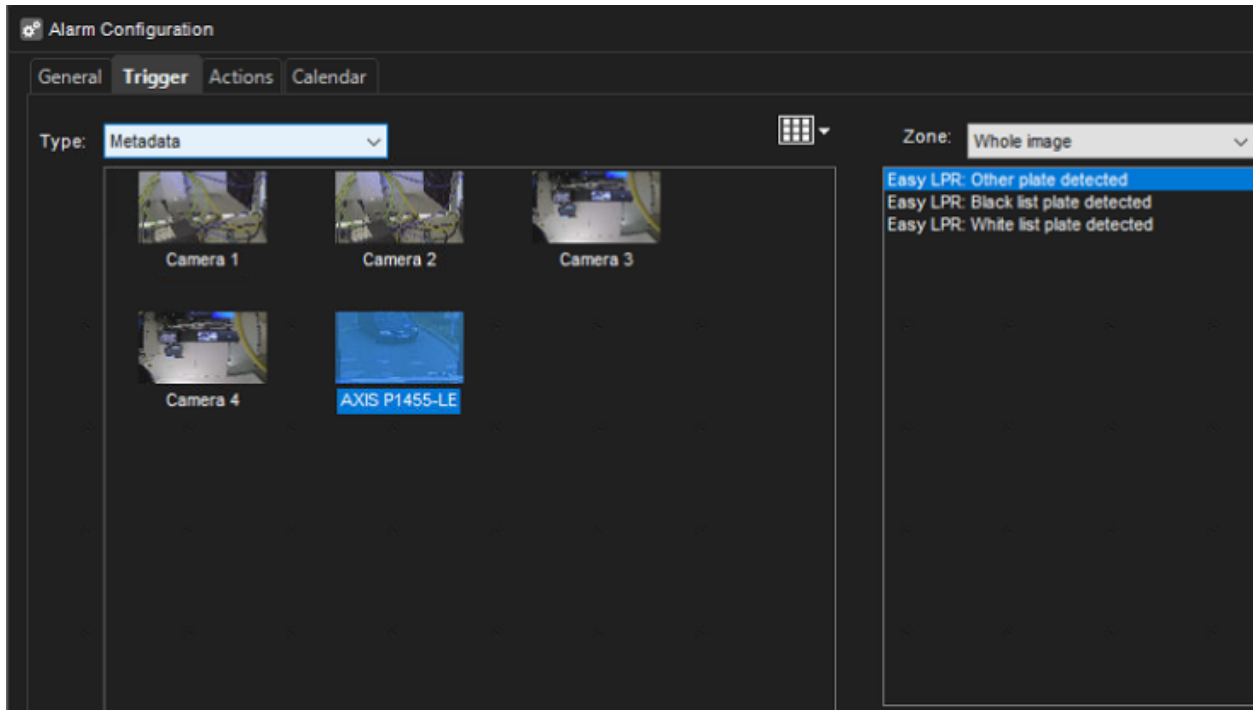 Alarm Configuration
General Trigger Actions Calendar
Type: Metadata
Zone: Whole image
Camera 1
Camera 2
Camera 3
Camera 4
AXIS P1455-LE
Easy LPR: Other plate detected
Easy LPR: Black list plate detected
Easy LPR: White list plate detected